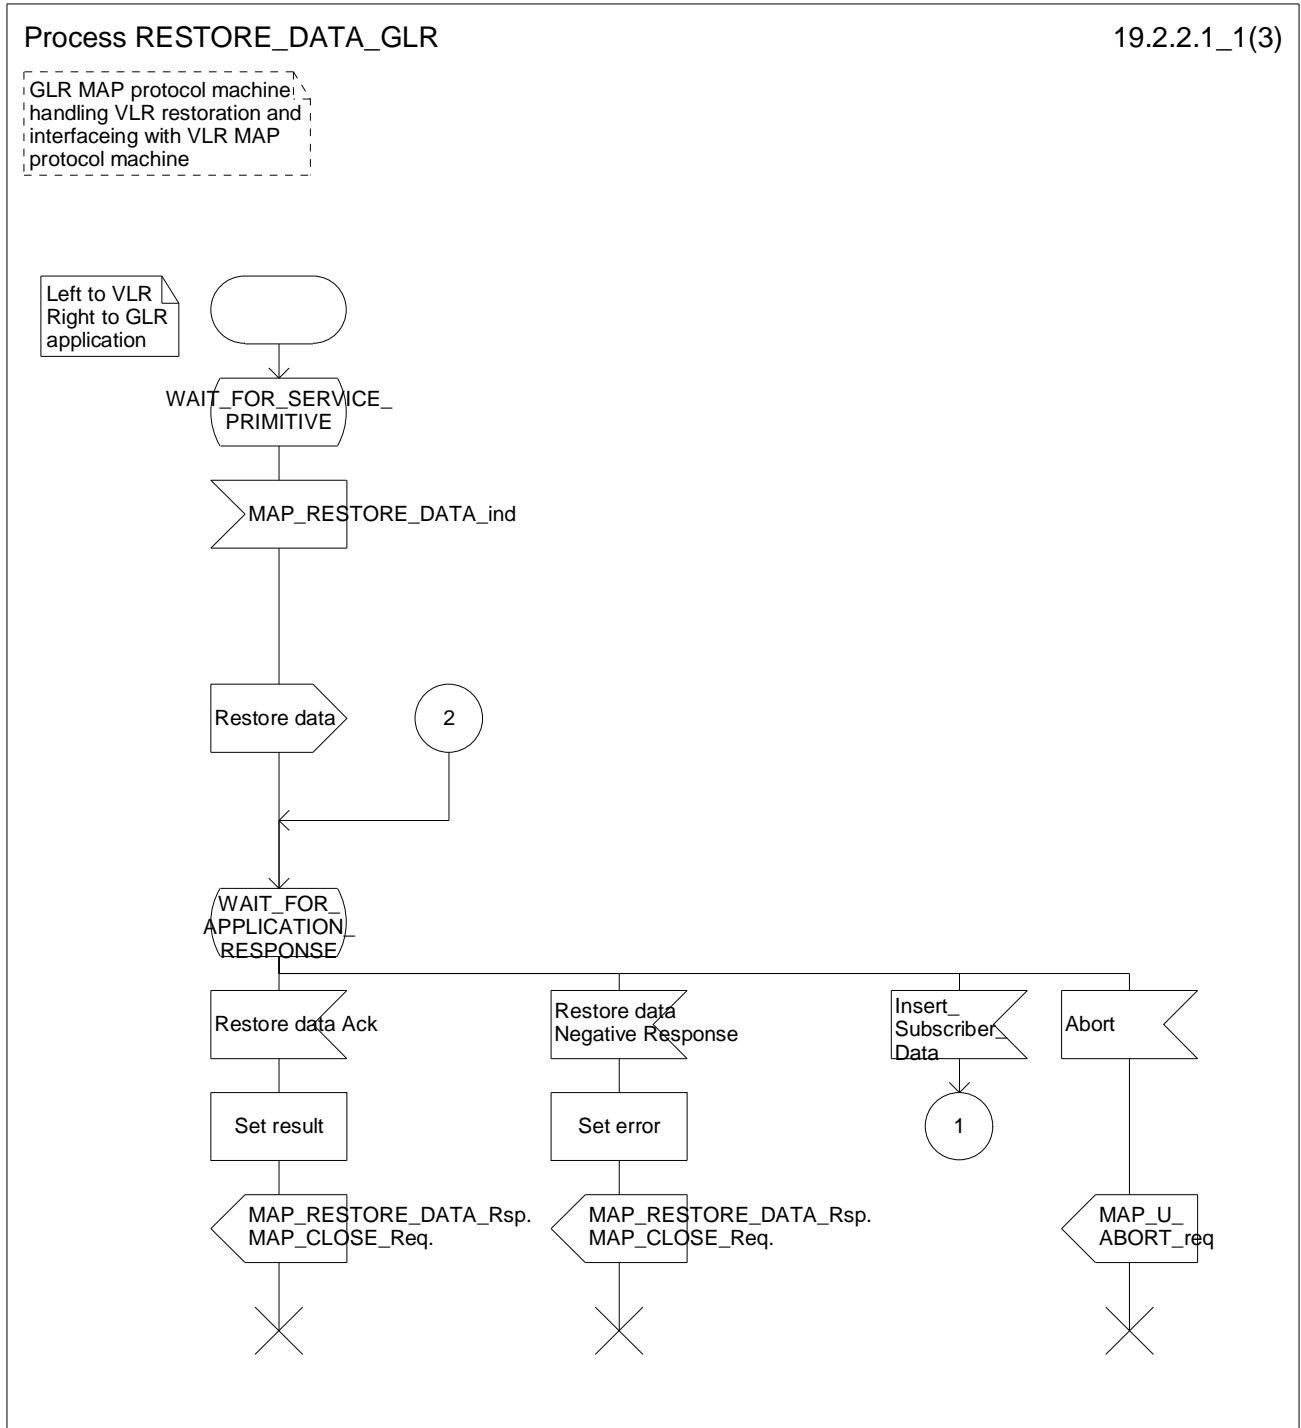 Process RESTORE_DATA_GLR
19.2.2.1_1(3)
GLR MAP protocol machine
handling VLR restoration and
interfaceing with VLR MAP
protocol machine
Left to VLR
Right to GLR
application
WAIT_FOR_SERVICE_
PRIMITIVE
MAP_RESTORE_DATA_ind
Restore data
2
WAIT_FOR_
APPLICATION_
RESPONSE
Restore data Ack
Restore data
Negative Response
Insert_
Subscriber_
Data
Abort
Set result
Set error
1
MAP_RESTORE_DATA_Rsp.
MAP_CLOSE_Req.
MAP_RESTORE_DATA_Rsp.
MAP_CLOSE_Req.
MAP_U_
ABORT_req